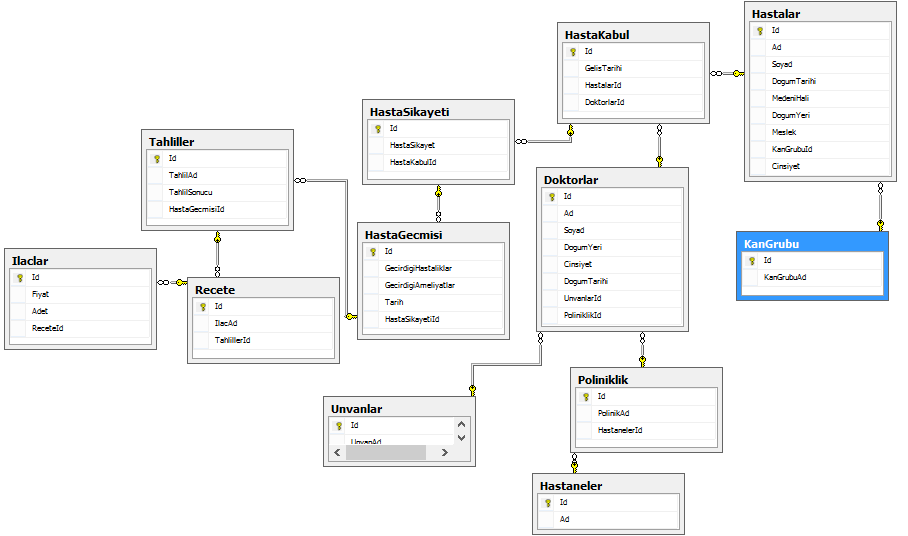 Hastalar
Id
Ad
Soyad
DogumTarihi
MedeniHali
DogumYeri
Meslek
KanGrubuId
Cinsiyet
HastaKabul
Id
GelisTarihi
HastalarId
DoktorlarId
HastaSikayeti
Id
HastaSikayet
HastaKabulId
Tahliller
Id
TahlilAd
TahlilSonucu
HastaGecmisiId
Doktorlar
Id
Ad
Soyad
DogumYeri
Cinsiyet
DogumTarihi
UnvanlarId
PoliniklikId
HastaGecmisi
Id
GecirdigiHastaliklar
GecirdigiAmeliyatlar
Tarih
HastaSikayetiId
KanGrubu
Id
KanGrubuAd
Ilaclar
Id
Fiyat
Adet
ReceteId
Recete
Id
IlacAd
TahlillerId
Unvanlar
Id
UnvanAd
Poliniklik
Id
PolinikAd
HastanelerId
Hastaneler
Id
Ad